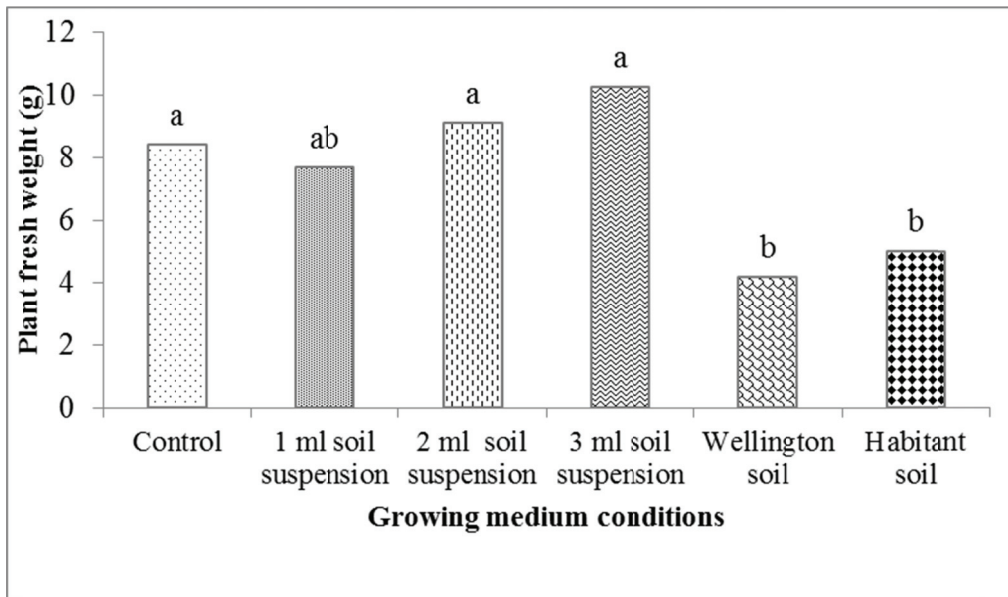 Plant fresh weight (g)
12
10
8
6
4
2
0
a
ab
a
a
b
b
Control
1 ml soil
suspension
2 ml soil
suspension
3 ml soil
suspension
Wellington
soil
Habitant
soil
Growing medium conditions